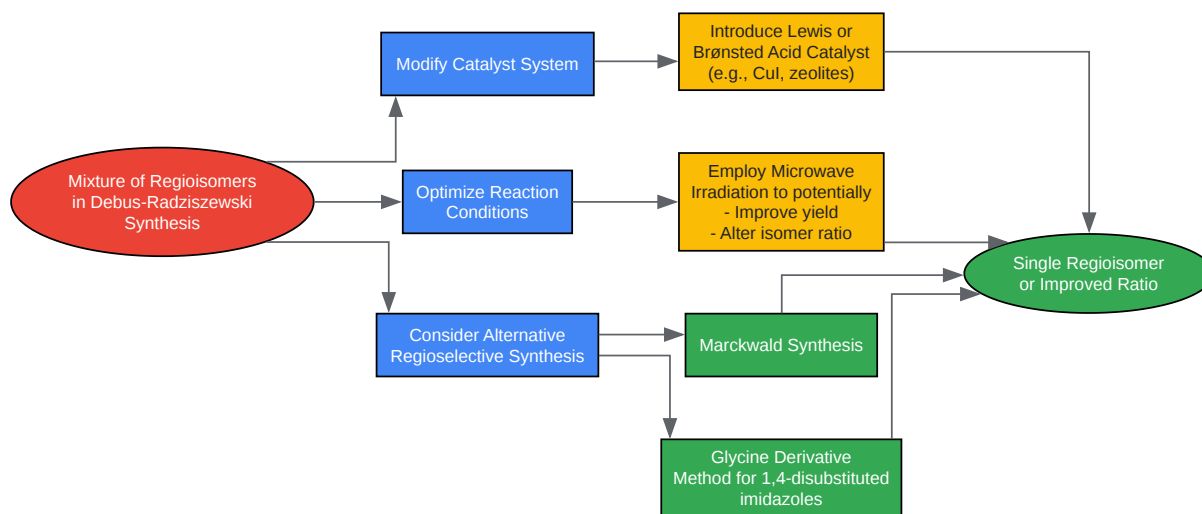 Mixture of Regioisomers
in Debus-Radziszewski
Synthesis
Modify Catalyst System
Introduce Lewis or
Brønsted Acid Catalyst
(e.g., CuI, zeolites)
Optimize Reaction
Conditions
Employ Microwave
Irradiation to potentially
- Improve yield
- Alter isomer ratio
Consider Alternative
Regioselective Synthesis
Marckwald Synthesis
Glycine Derivative
Method for 1,4-disubstituted
imidazoles
Single Regioisomer
or Improved Ratio